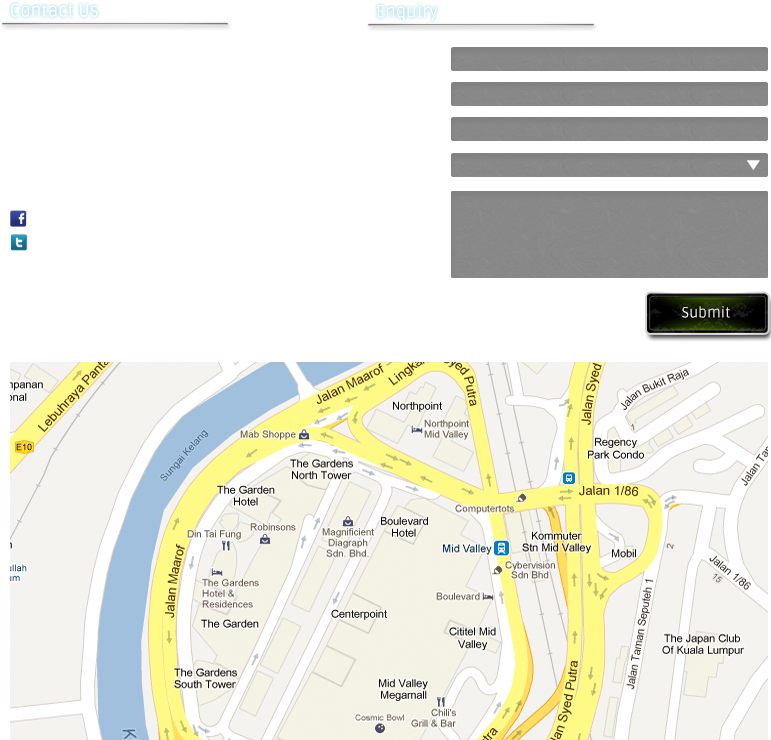 Contact Us
Enquiry
Submit
Jalan Maarof
Syed Putra
Jalan Syed
Jalan Bukit Raja
Lebuhraya Panta
E10
Sungai Kelang
Northpoint
Northpoint
Mid Valley
Mab Shoppe
Regency
Park Condo
The Gardens
North Tower
Jalan 1/86
The Garden
Hotel
Computertots
Robinsons
Din Tai Fung
Magnificient
Diagraph
Sdn. Bhd.
Boulevard
Hotel
Kommuter
Stn Mid Valley
Mid Valley
Mobil
2
Jalan 1/86
15
Cybervision
Sdn Bhd
Jalan Maarof
The Gardens
Hotel &
Residences
Boulevard
The Garden
Centerpoint
Cititel Mid
Valley
Jalan Taman Seputeh 1
The Japan Club
Of Kuala Lumpur
The Gardens
South Tower
Mid Valley
Megamall
Cosmic Bowl
Chili's
Grill & Bar
Syed Putra